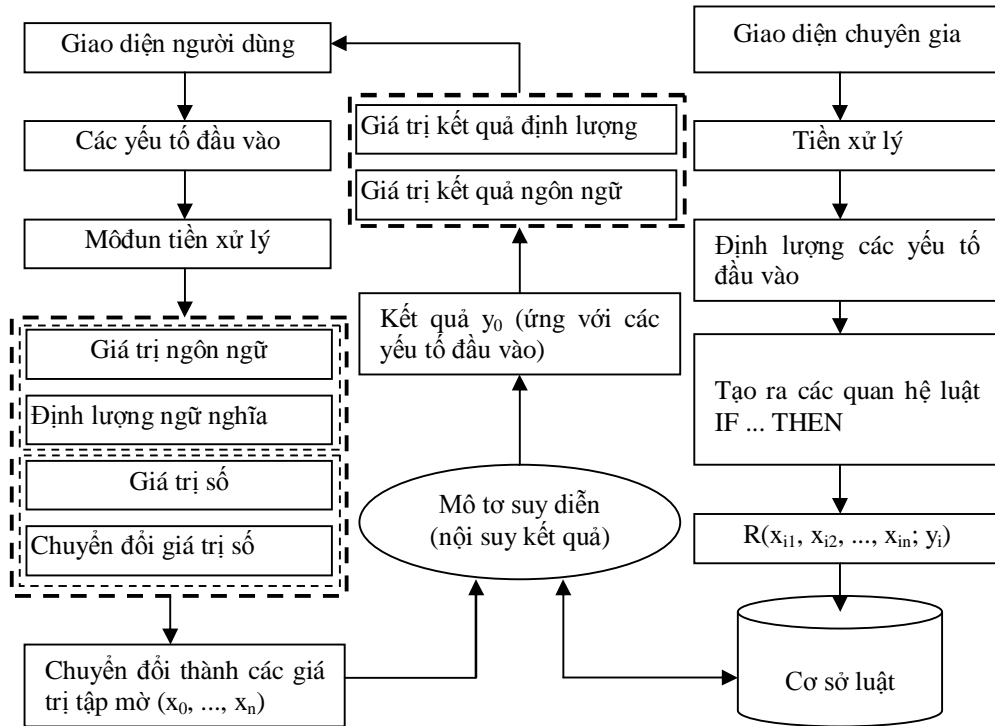 Giao diện người dùng
Các yếu tố đầu vào
Môđun tiền xử lý
Giá trị ngôn ngữ
Định lượng ngữ nghĩa
Giá trị số
Chuyển đổi giá trị số
Chuyển đổi thành các giá
trị tập mờ (x₀, ..., xₙ)
Giá trị kết quả định lượng
Giá trị kết quả ngôn ngữ
Kết quả y₀ (ứng với các
yếu tố đầu vào)
Mô tơ suy diễn
(nội suy kết quả)
Giao diện chuyên gia
Tiền xử lý
Định lượng các yếu tố
đầu vào
Tạo ra các quan hệ luật
IF ... THEN
R(xᵢ₁, xᵢ₂, ..., xᵢₙ; yᵢ)
Cơ sở luật